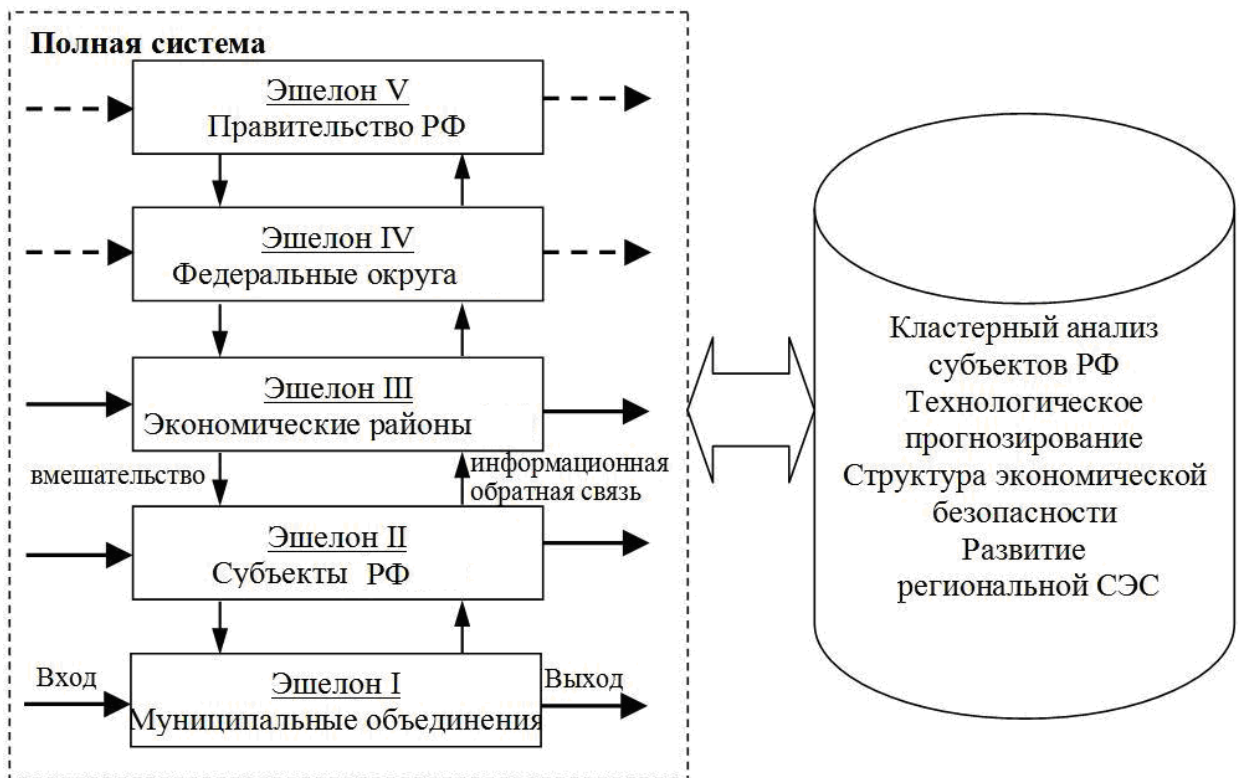 Полная система
Эшелон V
Правительство РФ
Эшелон IV
Федеральные округа
Эшелон III
Экономические районы
вмешательство
информационная
обратная связь
Эшелон II
Субъекты РФ
Вход
Эшелон I
Муниципальные объединения
Выход
Кластерный анализ
субъектов РФ
Технологическое
прогнозирование
Структура экономической
безопасности
Развитие
региональной СЭС